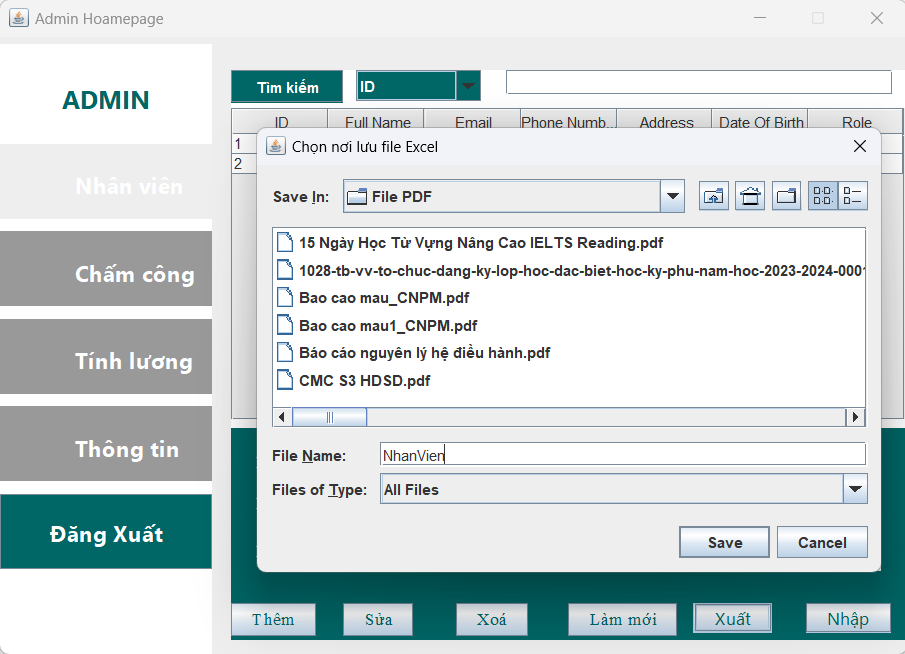 Admin Hoamepage
ADMIN
Nhân viên
Chấm công
Tính lương
Thông tin
Đăng Xuất
Tìm kiếm
ID
ID Full Name Email Phone Numb... Address Date Of Birth Role
1
2
Chọn nơi lưu file Excel
Save In: File PDF
15 Ngày Học Từ Vựng Nâng Cao IELTS Reading.pdf
1028-tb-vv-to-chuc-dang-ky-lop-hoc-dac-biet-hoc-ky-phu-nam-hoc-2023-2024-0001
Bao cao mau_CNPM.pdf
Bao cao mau1_CNPM.pdf
Báo cáo nguyên lý hệ điều hành.pdf
CMC S3 HDSD.pdf
File Name: NhanVien
Files of Type: All Files
Save Cancel
Thêm Sửa Xoá Làm mới Xuất Nhập